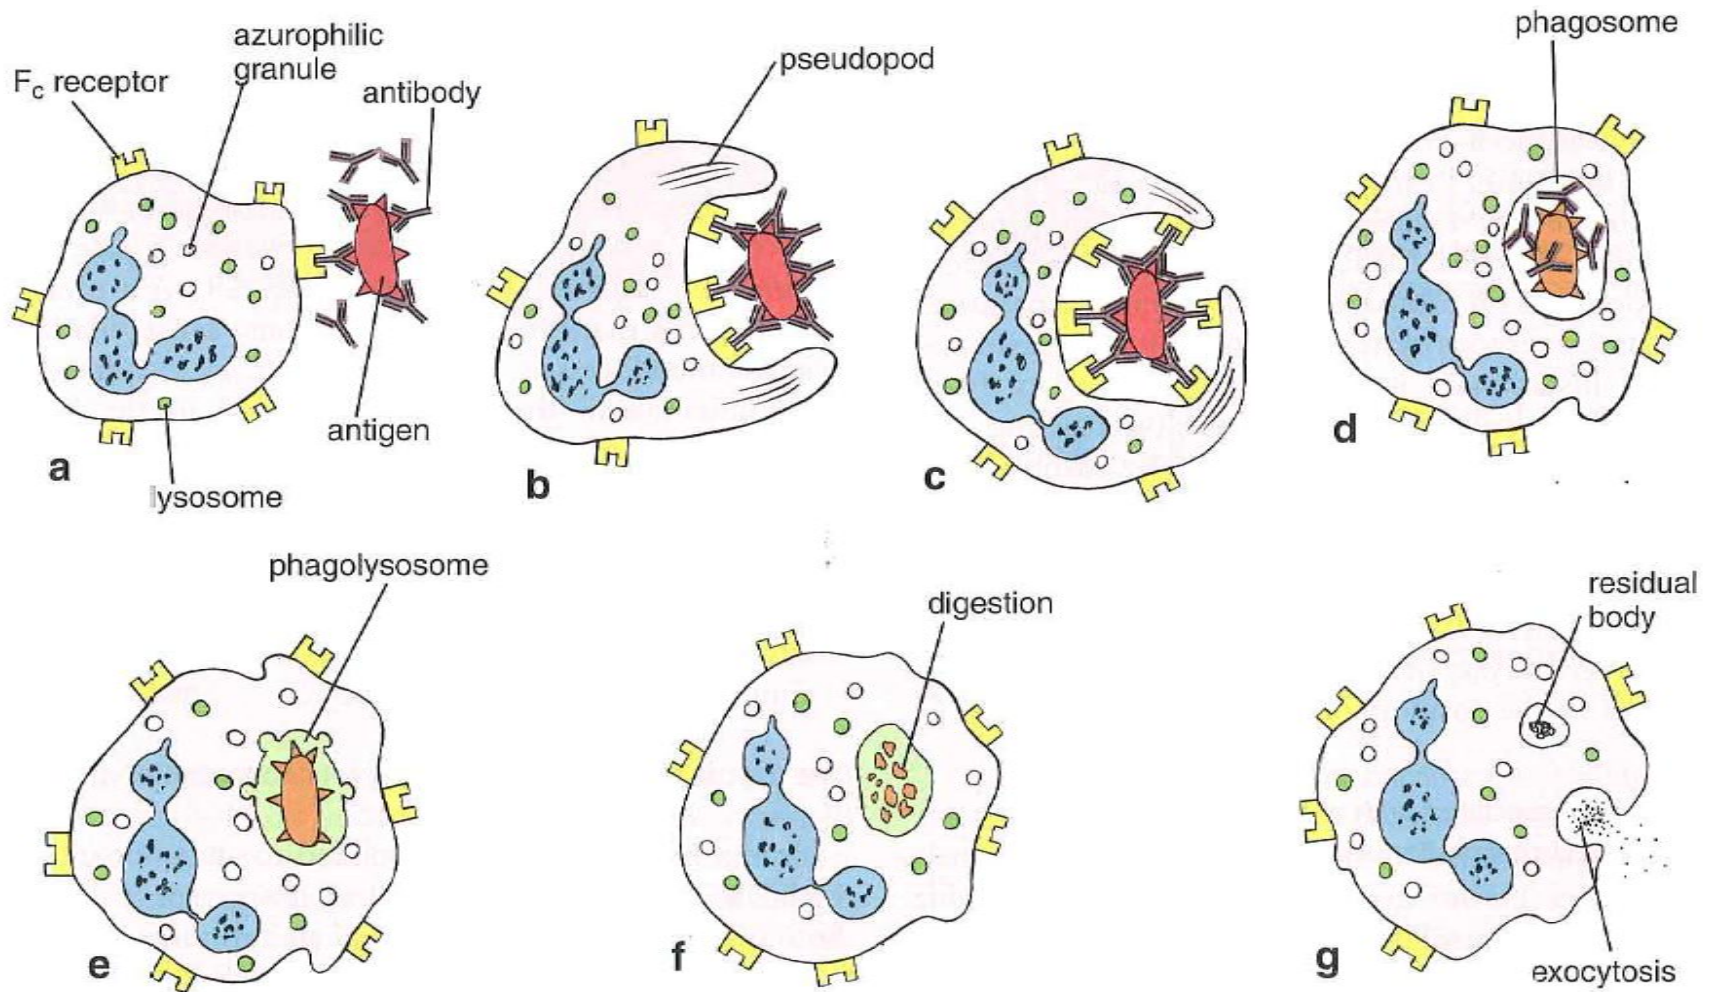 azurophilic
granule
Fc receptor
antibody
antigen
lysosome
a
pseudopod
b
c
phagosome
d
phagolysosome
e
digestion
f
residual
body
exocytosis
g